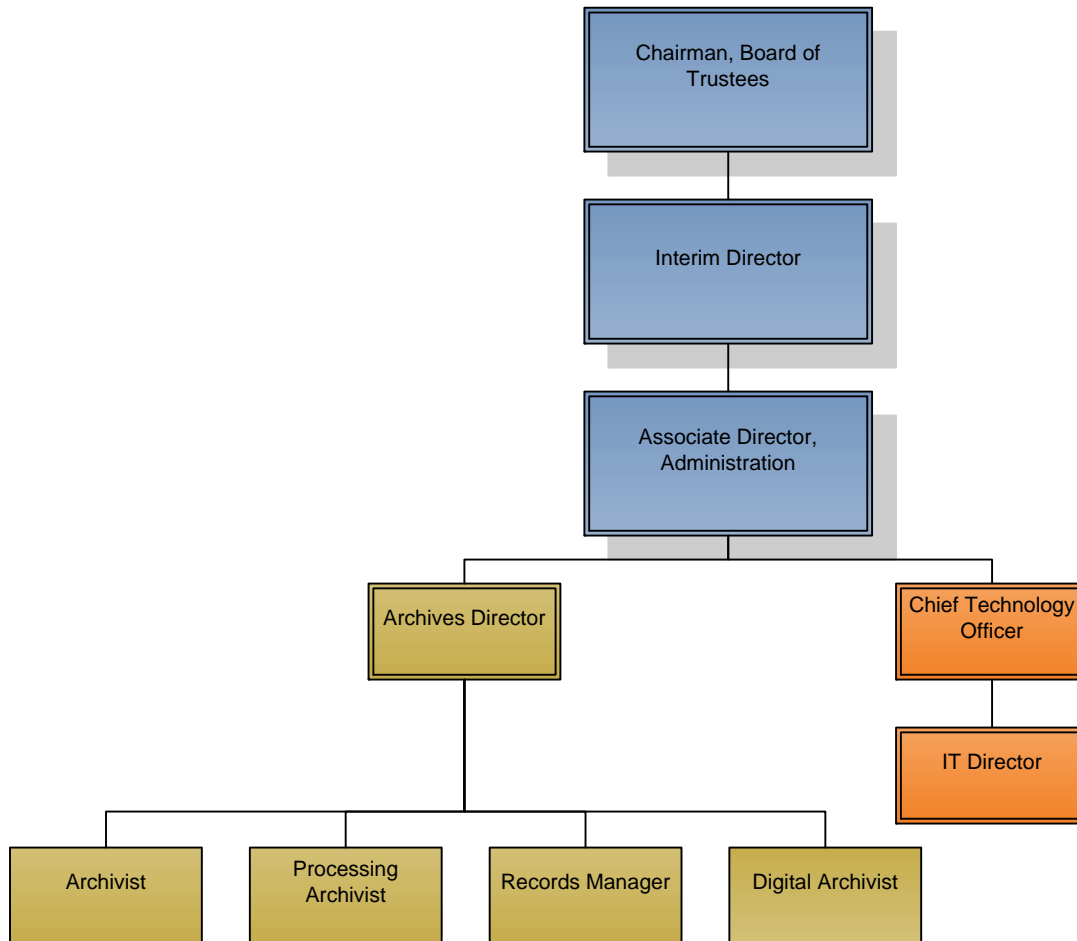 Chairman, Board of
Trustees
Interim Director
Associate Director,
Administration
Archives Director
Chief Technology
Officer
IT Director
Archivist
Processing
Archivist
Records Manager
Digital Archivist